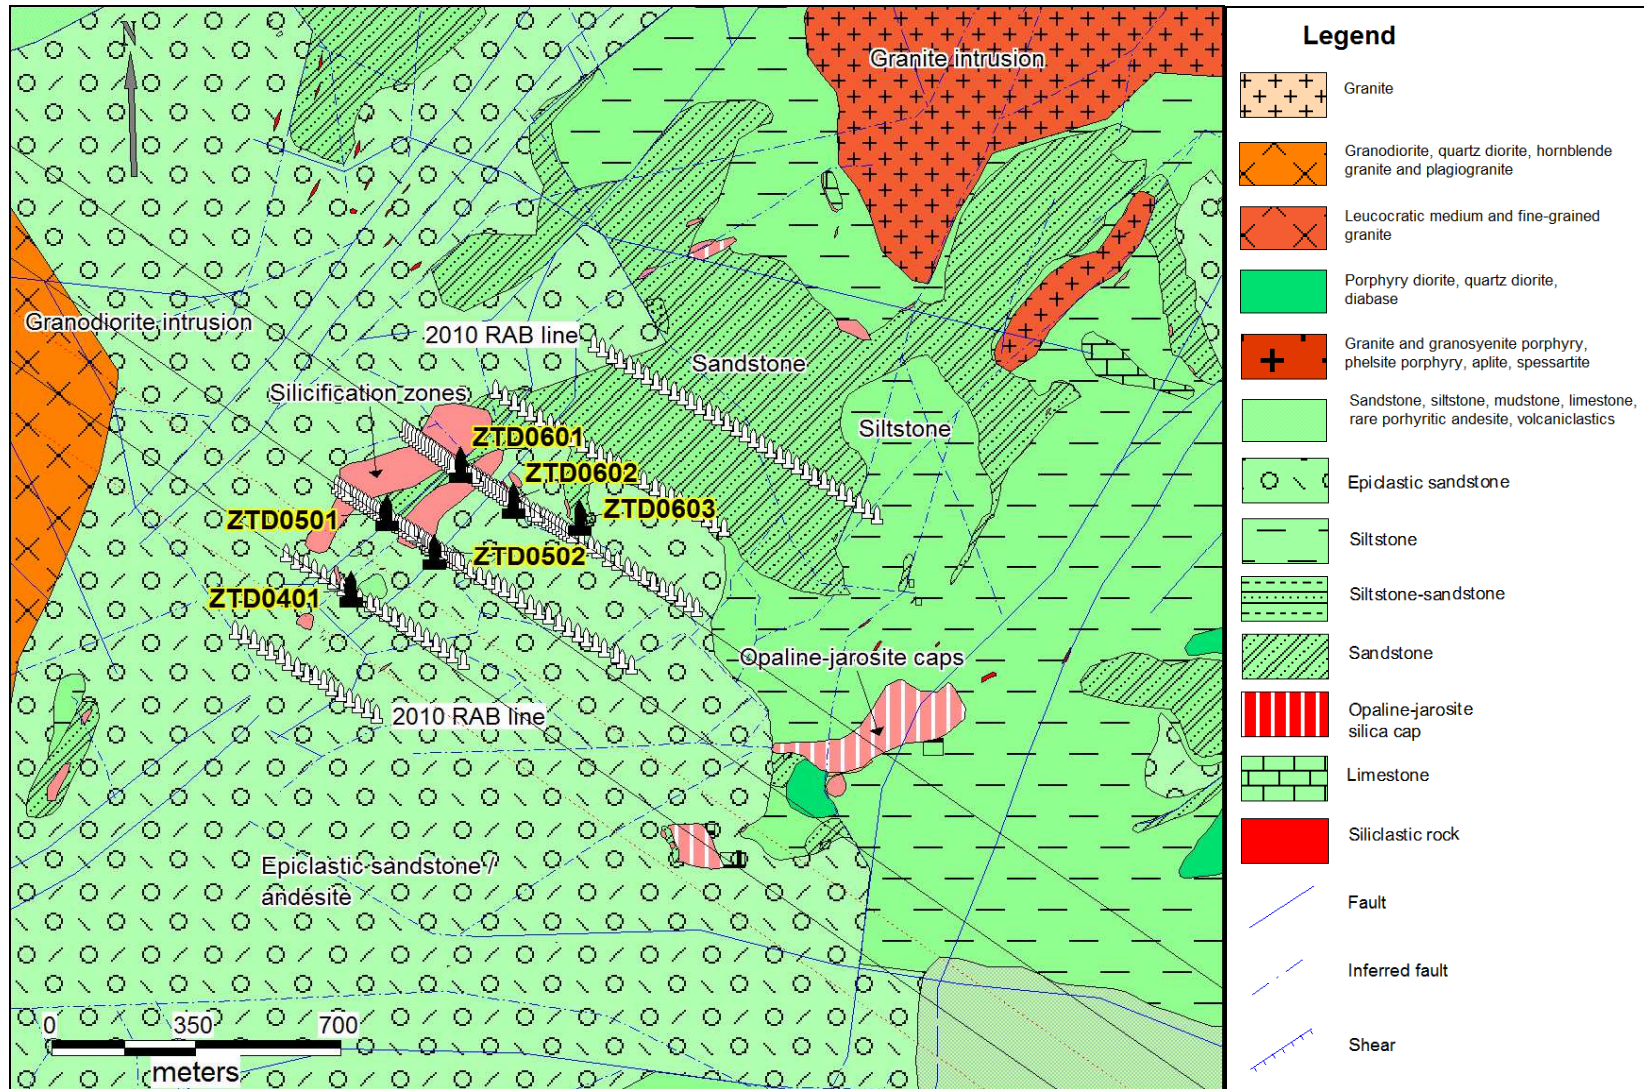 N
Granite intrusion
Granodiorite intrusion
2010 RAB line
Sandstone
Silicification zones
Siltstone
ZTD0601
ZTD0602
ZTD0603
ZTD0501
ZTD0502
ZTD0401
Opaline-jarosite caps
2010 RAB line
Epiclastic sandstone /
andesite
0 350 700
meters
Legend
Granite
Granodiorite, quartz diorite, hornblende
granite and plagiogranite
Leucocratic medium and fine-grained
granite
Porphyry diorite, quartz diorite,
diabase
Granite and granosyenite porphyry,
phelsite porphyry, aplite, spessartite
Sandstone, siltstone, mudstone, limestone,
rare porhyritic andesite, volcaniclastics
Epiclastic sandstone
Siltstone
Siltstone-sandstone
Sandstone
Opaline-jarosite
silica cap
Limestone
Siliclastic rock
Fault
Inferred fault
Shear